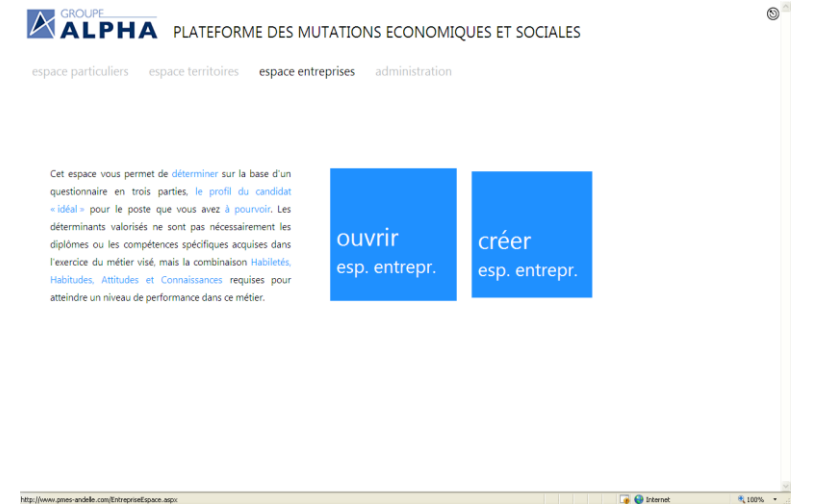 GROUPE
ALPHA PLATEFORME DES MUTATIONS ECONOMIQUES ET SOCIALES
espace particuliers espace territoires espace entreprises administration
Cet espace vous permet de déterminer sur la base d'un
questionnaire en trois parties, le profil du candidat
« idéal » pour le poste que vous avez à pourvoir. Les
déterminants valorisés ne sont pas nécessairement les
diplômes ou les compétences spécifiques acquises dans
l'exercice du métier visé, mais la combinaison Habiletés,
Habitudes, Attitudes et Connaissances requises pour
atteindre un niveau de performance dans ce métier.
ouvrir
esp. entrepr.
créer
esp. entrepr.
http://www.pmes-andelle.com/EntrepriseEspace.aspx Internet 100%